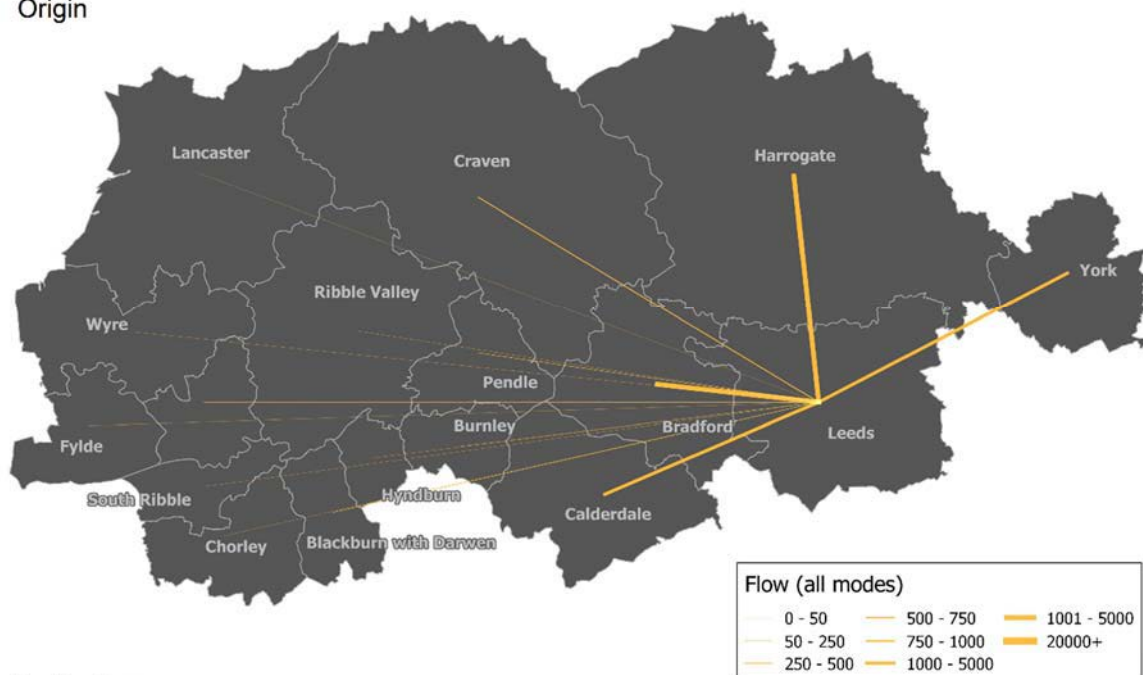 Origin
Lancaster
Craven
Harrogate
York
Ribble Valley
Wyre
Pendle
Burnley
Bradford
Leeds
Fylde
South Ribble
Hyndburn
Calderdale
Chorley
Blackburn with Darwen
Flow (all modes)
0 - 50 500 - 750 1001 - 5000
50 - 250 750 - 1000 20000+
250 - 500 1000 - 5000